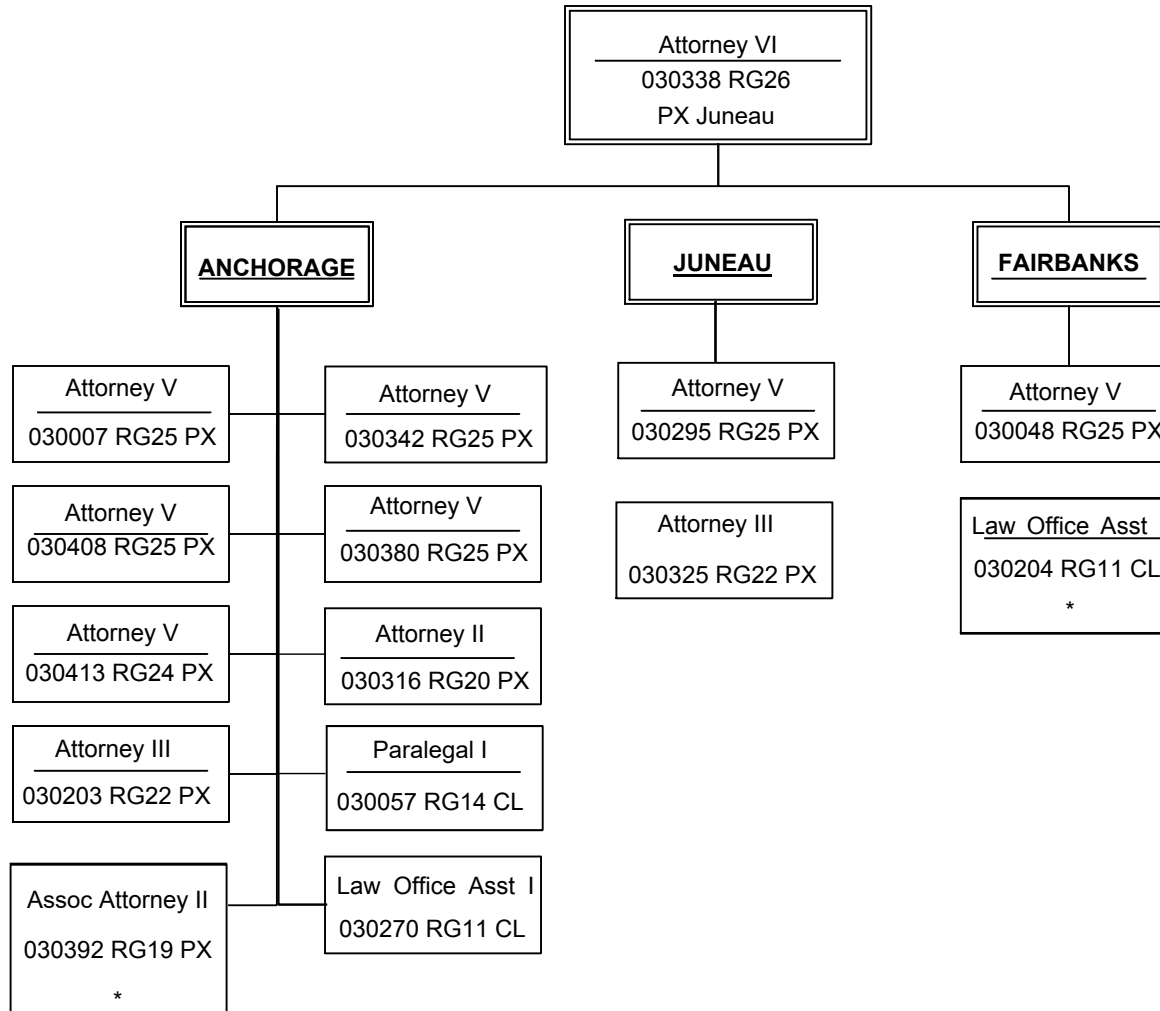 Attorney VI
030338 RG26
PX Juneau
ANCHORAGE
JUNEAU
FAIRBANKS
Attorney V
030007 RG25 PX
Attorney V
030342 RG25 PX
Attorney V
030295 RG25 PX
Attorney V
030048 RG25 PX
Attorney V
030408 RG25 PX
Attorney V
030380 RG25 PX
Attorney III
030325 RG22 PX
Law Office Asst
030204 RG11 CL
*
Attorney V
030413 RG24 PX
Attorney II
030316 RG20 PX
Attorney III
030203 RG22 PX
Paralegal I
030057 RG14 CL
Assoc Attorney II
030392 RG19 PX
*
Law Office Asst I
030270 RG11 CL